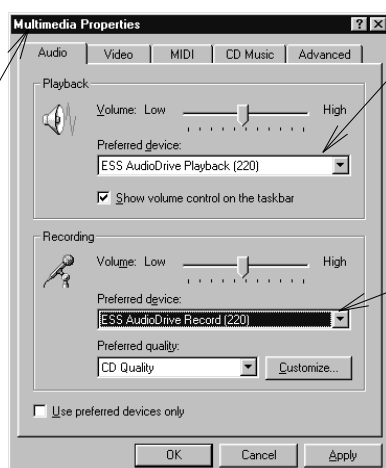 Multimedia Properties
Audio Video MIDI CD Music Advanced
Playback
Volume: Low High
Preferred device:
ESS AudioDrive Playback (220)
Show volume control on the taskbar
Recording
Volume: Low High
Preferred device:
ESS AudioDrive Record (220)
Preferred quality:
CD Quality Customize...
Use preferred devices only
OK Cancel Apply